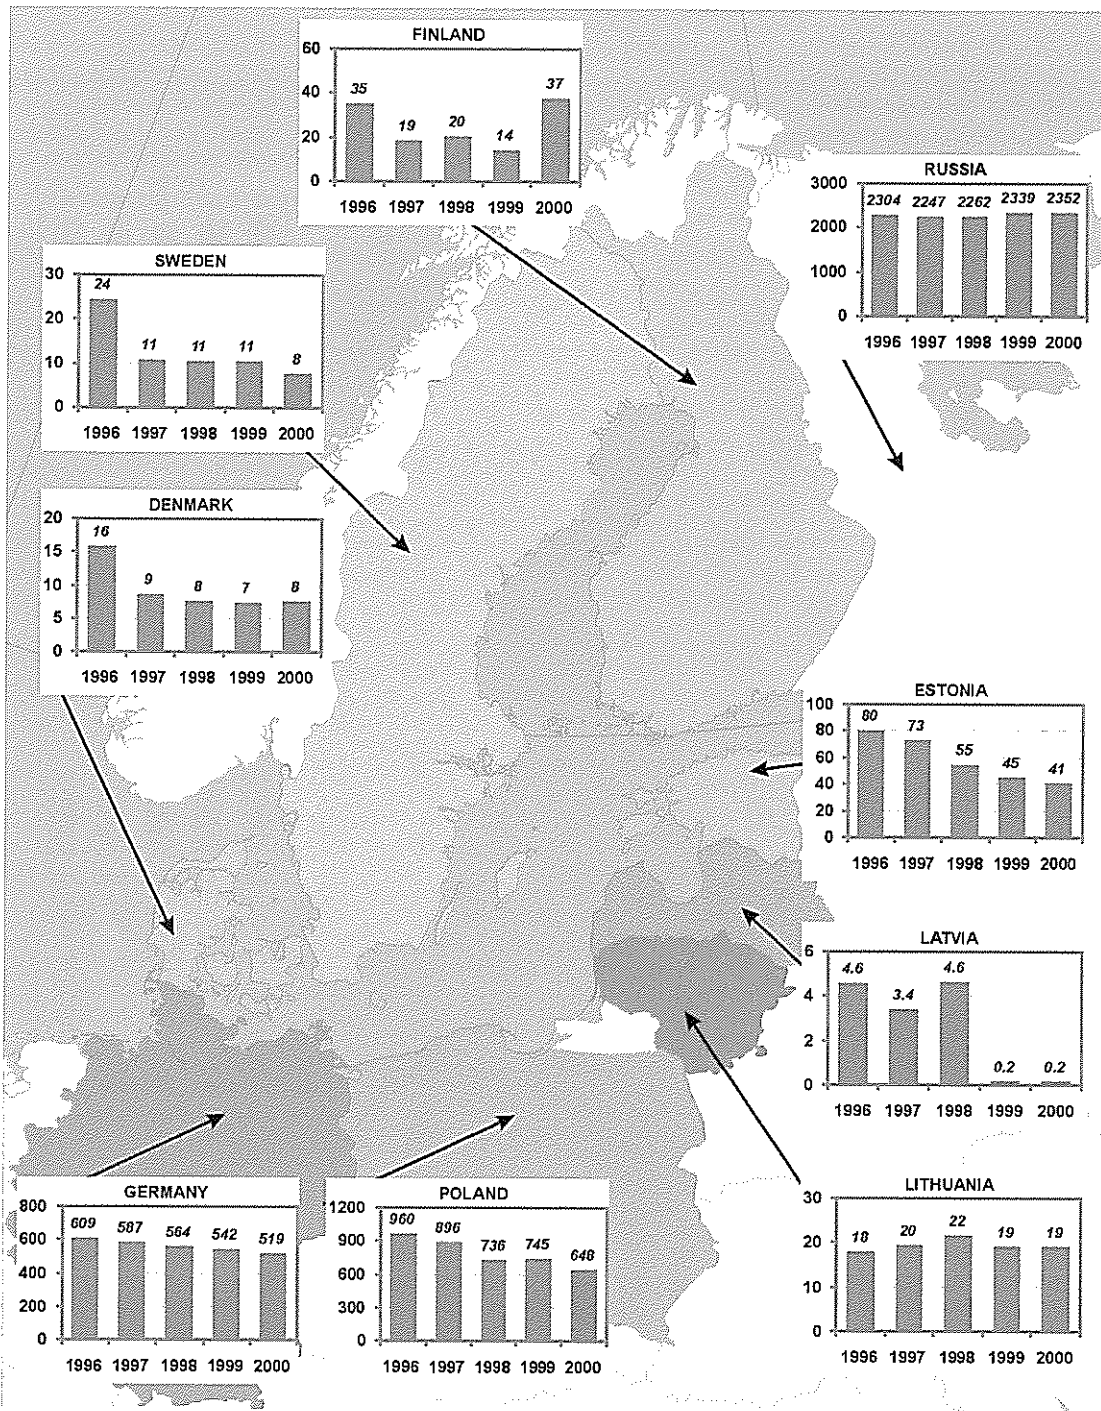 FINLAND
60
40
20
0
35 19 20 14 37
1996 1997 1998 1999 2000
RUSSIA
3000
2000
1000
0
2304 2247 2262 2339 2352
1996 1997 1998 1999 2000
SWEDEN
30
20
10
0
24 11 11 11 8
1996 1997 1998 1999 2000
DENMARK
20
15
10
5
0
16 9 8 7 8
1996 1997 1998 1999 2000
ESTONIA
100
80
60
40
20
0
80 73 55 45 41
1996 1997 1998 1999 2000
LATVIA
6
4
2
0
4.6 3.4 4.6 0.2 0.2
1996 1997 1998 1999 2000
GERMANY
800
600
400
200
0
609 587 564 542 519
1996 1997 1998 1999 2000
POLAND
1200
900
600
300
0
960 896 736 745 648
1996 1997 1998 1999 2000
LITHUANIA
30
20
10
0
18 20 22 19 19
1996 1997 1998 1999 2000